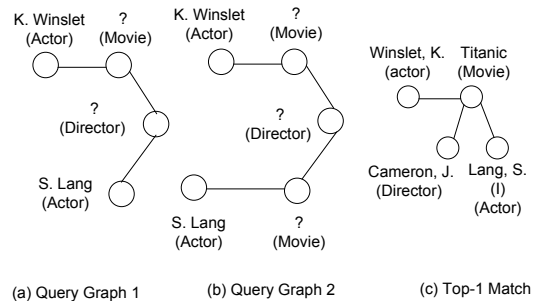 K. Winslet
(Actor)
?
(Movie)
?
(Director)
S. Lang
(Actor)
(a) Query Graph 1
K. Winslet
(Actor)
?
(Movie)
?
(Director)
S. Lang
(Actor)
?
(Movie)
(b) Query Graph 2
Winslet, K.
(actor)
Titanic
(Movie)
Cameron, J.
(Director)
Lang, S.
(I)
(Actor)
(c) Top-1 Match